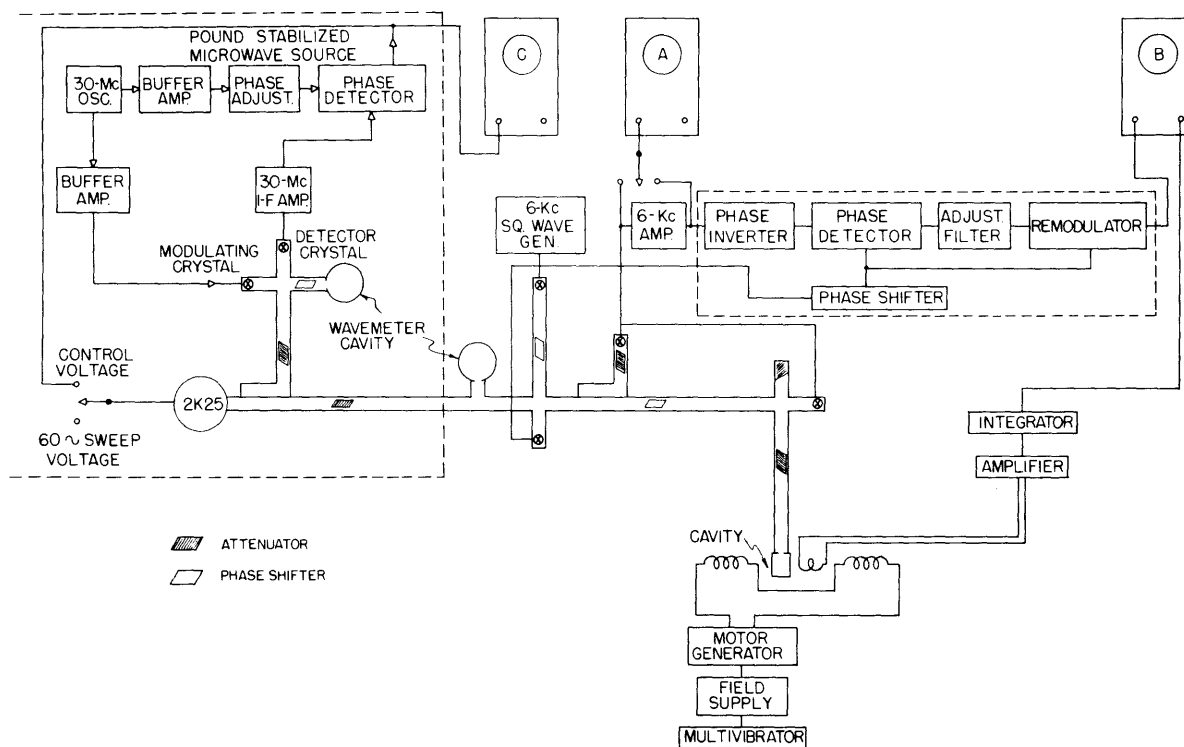 POUND STABILIZED
MICROWAVE SOURCE
C
A
B
30-Mc
OSC.
BUFFER
AMP.
PHASE
ADJUST.
PHASE
DETECTOR
BUFFER
AMP.
30-Mc
I-F AMP.
6-Kc
SQ. WAVE
GEN.
6-Kc
AMP.
PHASE
INVERTER
PHASE
DETECTOR
ADJUST.
FILTER
REMODULATOR
PHASE SHIFTER
MODULATING
CRYSTAL
DETECTOR
CRYSTAL
WAVEMETER
CAVITY
CONTROL
VOLTAGE
2K25
60 ~ SWEEP
VOLTAGE
INTEGRATOR
AMPLIFIER
ATTENUATOR
PHASE SHIFTER
CAVITY
MOTOR
GENERATOR
FIELD
SUPPLY
MULTIVIBRATOR